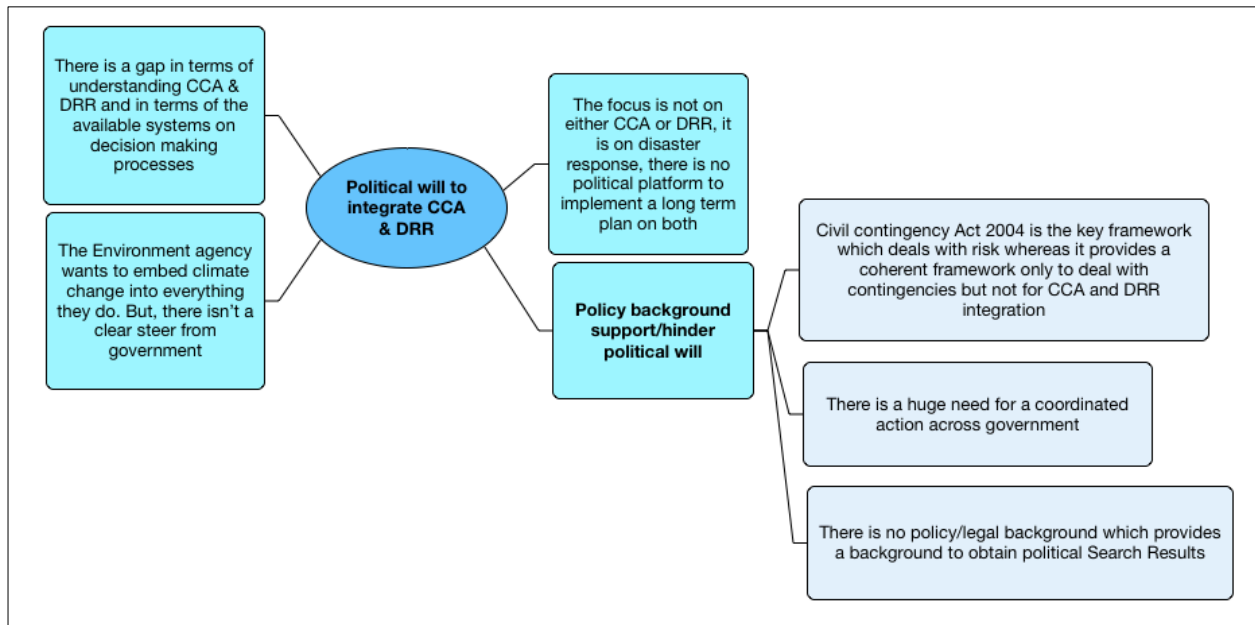 There is a gap in terms of
understanding CCA &
DRR and in terms of the
available systems on
decision making
processes
The Environment agency
wants to embed climate
change into everything
they do. But, there isn't a
clear steer from
government
Political will to
integrate CCA
& DRR
The focus is not on
either CCA or DRR, it
is on disaster
response, there is no
political platform to
implement a long term
plan on both
Policy background
support/hinder
political will
Civil contingency Act 2004 is the key framework
which deals with risk whereas it provides a
coherent framework only to deal with
contingencies but not for CCA and DRR
integration
There is a huge need for a coordinated
action across government
There is no policy/legal background which provides
a background to obtain political Search Results